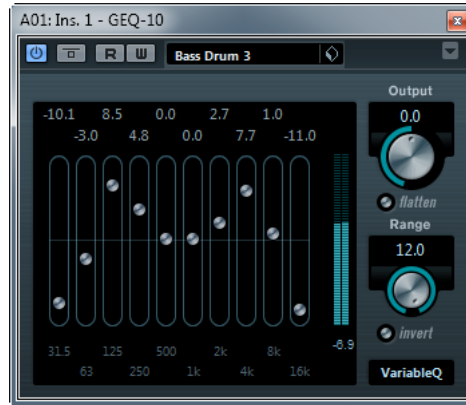 A01: Ins. 1 - GEQ-10
R W Bass Drum 3
Output
0.0
flatten
Range
12.0
invert
VariableQ
-10.1 8.5 0.0 2.7 1.0
-3.0 4.8 0.0 7.7 -11.0
-6.9
31.5 125 500 2k 8k
63 250 1k 4k 16k